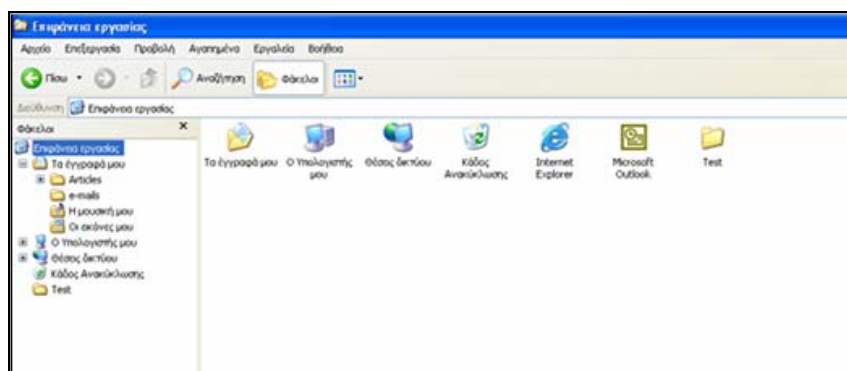 Επιφάνεια εργασίας
Αρχείο Επεξεργασία Προβολή Αγαπημένα Εργαλεία Βοήθεια
Πίσω Αναζήτηση Φάκελοι
Διεύθυνση Επιφάνεια εργασίας
Φάκελοι
Επιφάνεια εργασίας
Τα έγγραφά μου
Articles
e-mails
Η μουσική μου
Οι εικόνες μου
Ο Υπολογιστής μου
Θέσεις δικτύου
Κάδος Ανακύκλωσης
Test
Τα έγγραφά μου
Ο Υπολογιστής
μου
Θέσεις δικτύου
Κάδος
Ανακύκλωσης
Internet
Explorer
Microsoft
Outlook
Test